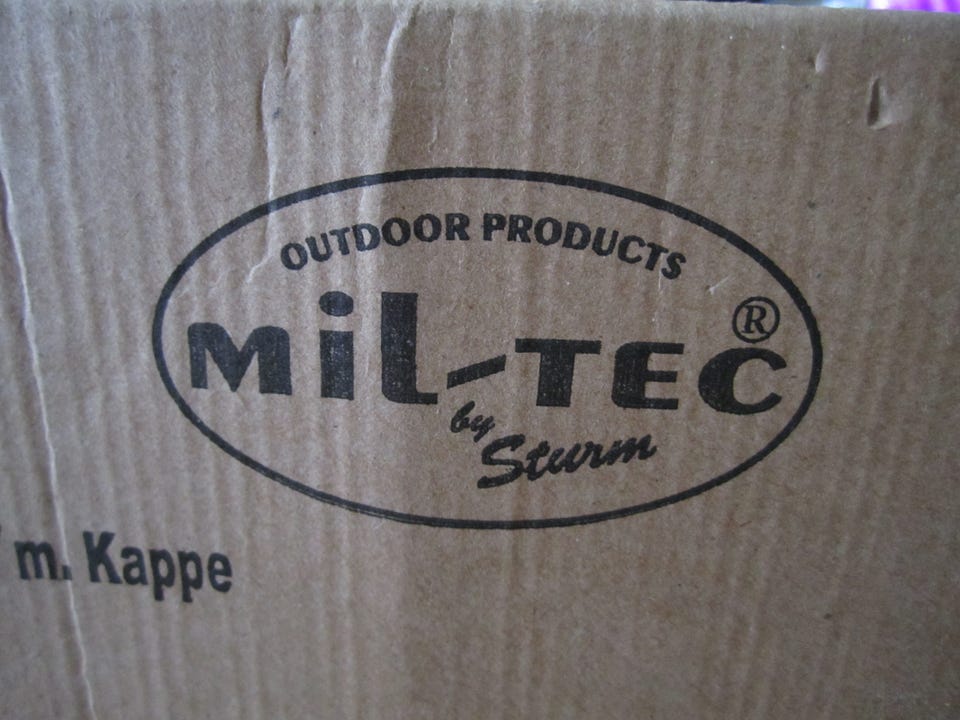 OUTDOOR PRODUCTS
MiL-TEC®
by
Sturm
m. Kappe